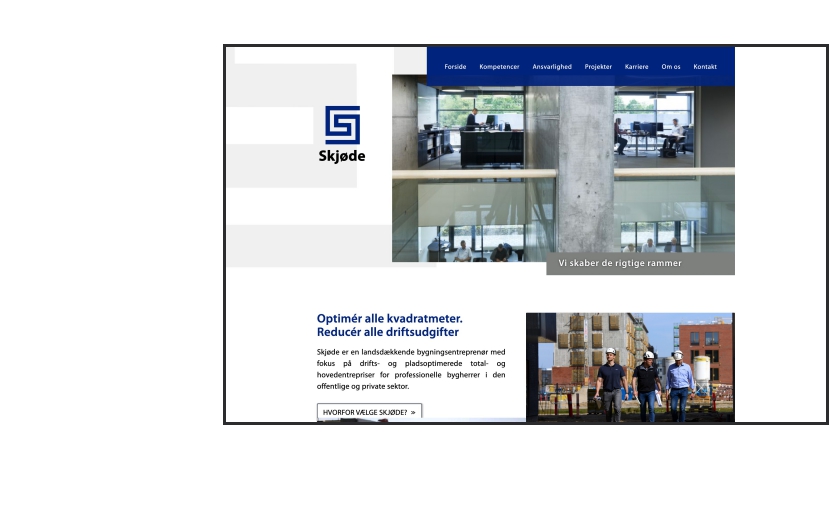 Forside Kompetencer Ansvarlighed Projekter Karriere Om os Kontakt
Skjøde
Vi skaber de rigtige rammer
Optimér alle kvadratmeter.
Reducér alle driftsudgifter
Skjøde er en landsdækkende bygningsentreprenør med
fokus på drifts- og pladsoptimerede total- og
hovedentrepriser for professionelle bygherrer i den
offentlige og private sektor.
HVORFOR VÆLGE SKJØDE? »